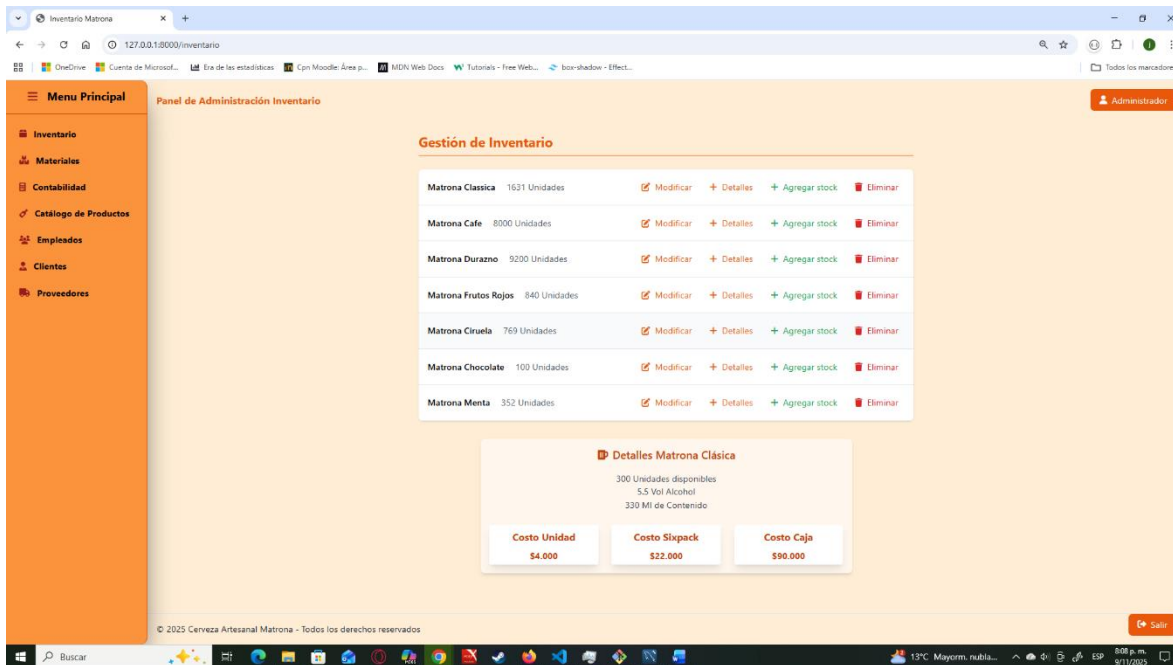 Inventario Matrona
127.0.0.1:8000/inventario
OneDrive Cuenta de Microsof... Era de las estadísticas Cpn Moodle: Área p... MDN Web Docs Tutorials - Free Web... box-shadow - Effect...
Todos los marcadores
Menu Principal
Panel de Administración Inventario
Administrador
Inventario
Materiales
Contabilidad
Catálogo de Productos
Empleados
Clientes
Proveedores
Gestión de Inventario
Matrona Classica 1631 Unidades Modificar + Detalles + Agregar stock Eliminar
Matrona Cafe 8000 Unidades Modificar + Detalles + Agregar stock Eliminar
Matrona Durazno 9200 Unidades Modificar + Detalles + Agregar stock Eliminar
Matrona Frutos Rojos 840 Unidades Modificar + Detalles + Agregar stock Eliminar
Matrona Ciruela 769 Unidades Modificar + Detalles + Agregar stock Eliminar
Matrona Chocolate 100 Unidades Modificar + Detalles + Agregar stock Eliminar
Matrona Menta 352 Unidades Modificar + Detalles + Agregar stock Eliminar
Detalles Matrona Clásica
300 Unidades disponibles
5.5 Vol Alcohol
330 Ml de Contenido
Costo Unidad Costo Sixpack Costo Caja
$4.000 $22.000 $90.000
© 2025 Cerveza Artesanal Matrona - Todos los derechos reservados
Salir
Buscar
13°C Mayorm. nubla... ESP
8:08 p. m.
9/11/2025